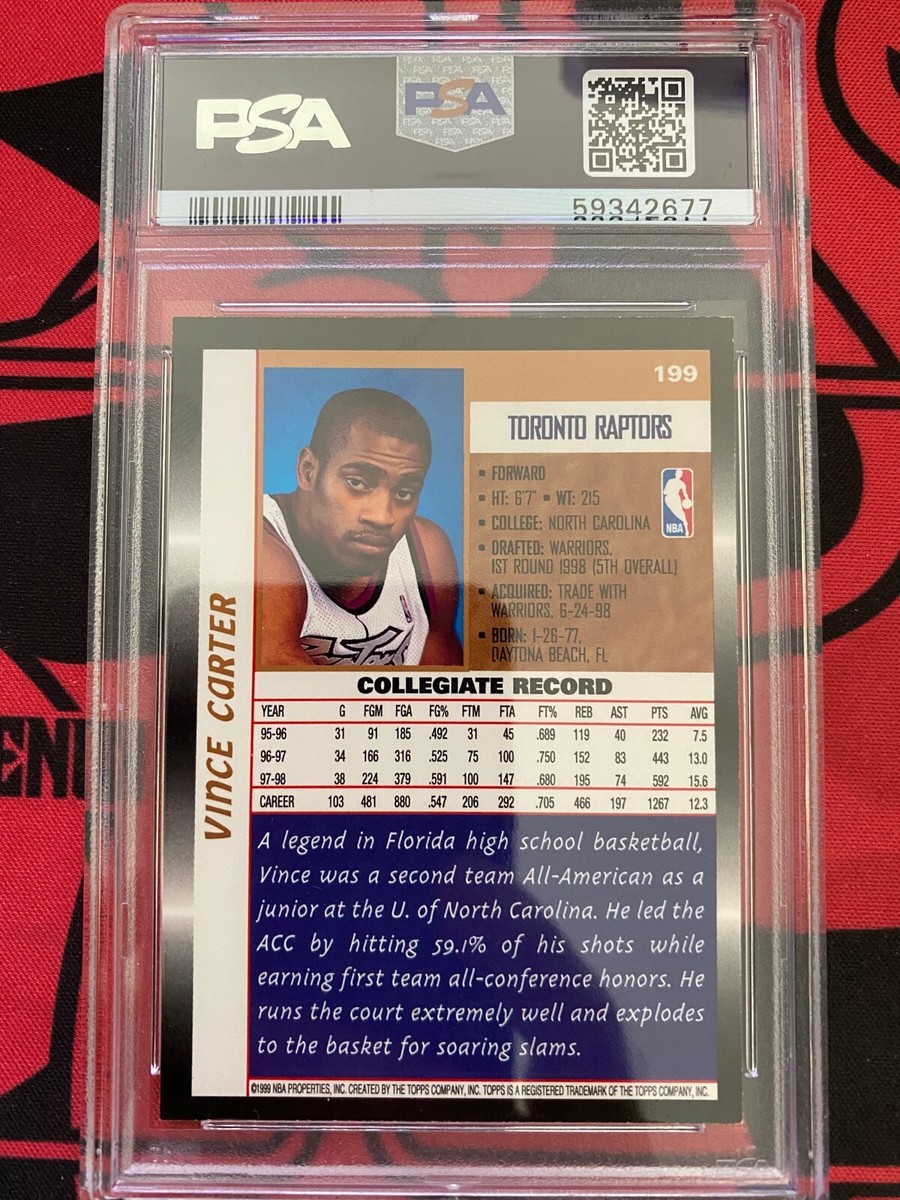 PSA
PSA
59342677
199
TORONTO RAPTORS
▪ FORWARD
▪ HT: 6'7" ▪ WT: 215
▪ COLLEGE: NORTH CAROLINA
▪ DRAFTED: WARRIORS,
1ST ROUND 1998 (5TH OVERALL)
▪ ACQUIRED: TRADE WITH
WARRIORS, 6-24-98
▪ BORN: 1-26-77,
DAYTONA BEACH, FL
NBA
VINCE CARTER
COLLEGIATE RECORD
YEAR G FGM FGA FG% FTM FTA FT% REB AST PTS AVG
95-96 31 91 185 .492 31 45 .689 119 40 232 7.5
96-97 34 166 316 .525 75 100 .750 152 83 443 13.0
97-98 38 224 379 .591 100 147 .680 195 74 592 15.6
CAREER 103 481 880 .547 206 292 .705 466 197 1267 12.3
A legend in Florida high school basketball,
Vince was a second team All-American as a
junior at the U. of North Carolina. He led the
ACC by hitting 59.1% of his shots while
earning first team all-conference honors. He
runs the court extremely well and explodes
to the basket for soaring slams.
©1999 NBA PROPERTIES, INC. CREATED BY THE TOPPS COMPANY, INC. TOPPS IS A REGISTERED TRADEMARK OF THE TOPPS COMPANY, INC.